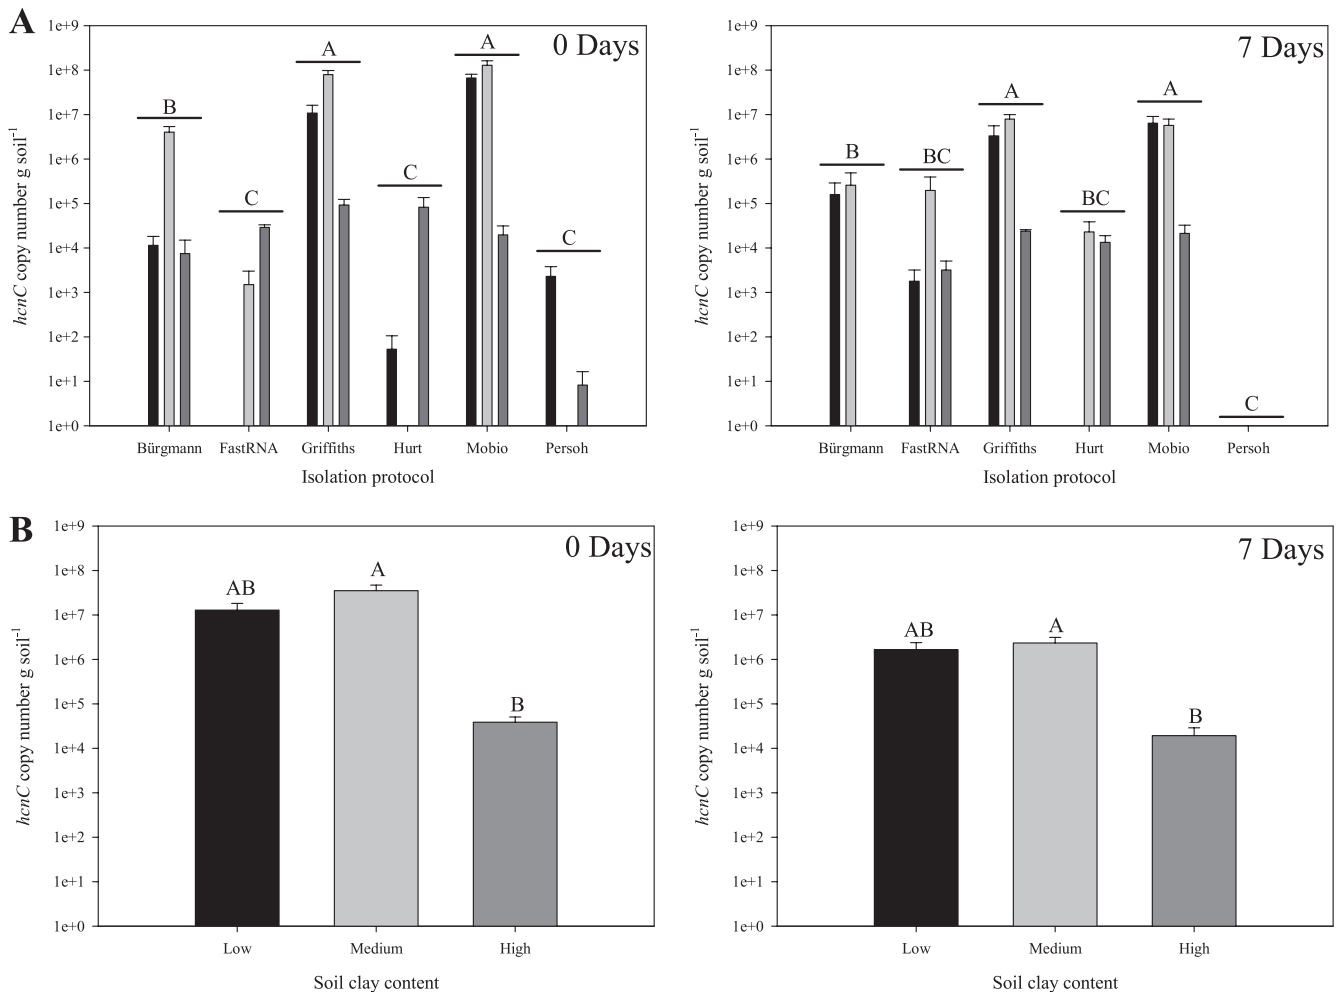 A
0 Days
1e+9
1e+8
1e+7
1e+6
1e+5
1e+4
1e+3
1e+2
1e+1
1e+0
hcnC copy number g soil-1
B
C
A
C
A
C
Bürgmann FastRNA Griffiths Hurt Mobio Persoh
Isolation protocol
7 Days
1e+9
1e+8
1e+7
1e+6
1e+5
1e+4
1e+3
1e+2
1e+1
1e+0
hcnC copy number g soil-1
B
BC
A
BC
A
C
Bürgmann FastRNA Griffiths Hurt Mobio Persoh
Isolation protocol
B
0 Days
1e+9
1e+8
1e+7
1e+6
1e+5
1e+4
1e+3
1e+2
1e+1
1e+0
hcnC copy number g soil-1
AB
A
B
Low Medium High
Soil clay content
7 Days
1e+9
1e+8
1e+7
1e+6
1e+5
1e+4
1e+3
1e+2
1e+1
1e+0
hcnC copy number g soil-1
AB
A
B
Low Medium High
Soil clay content